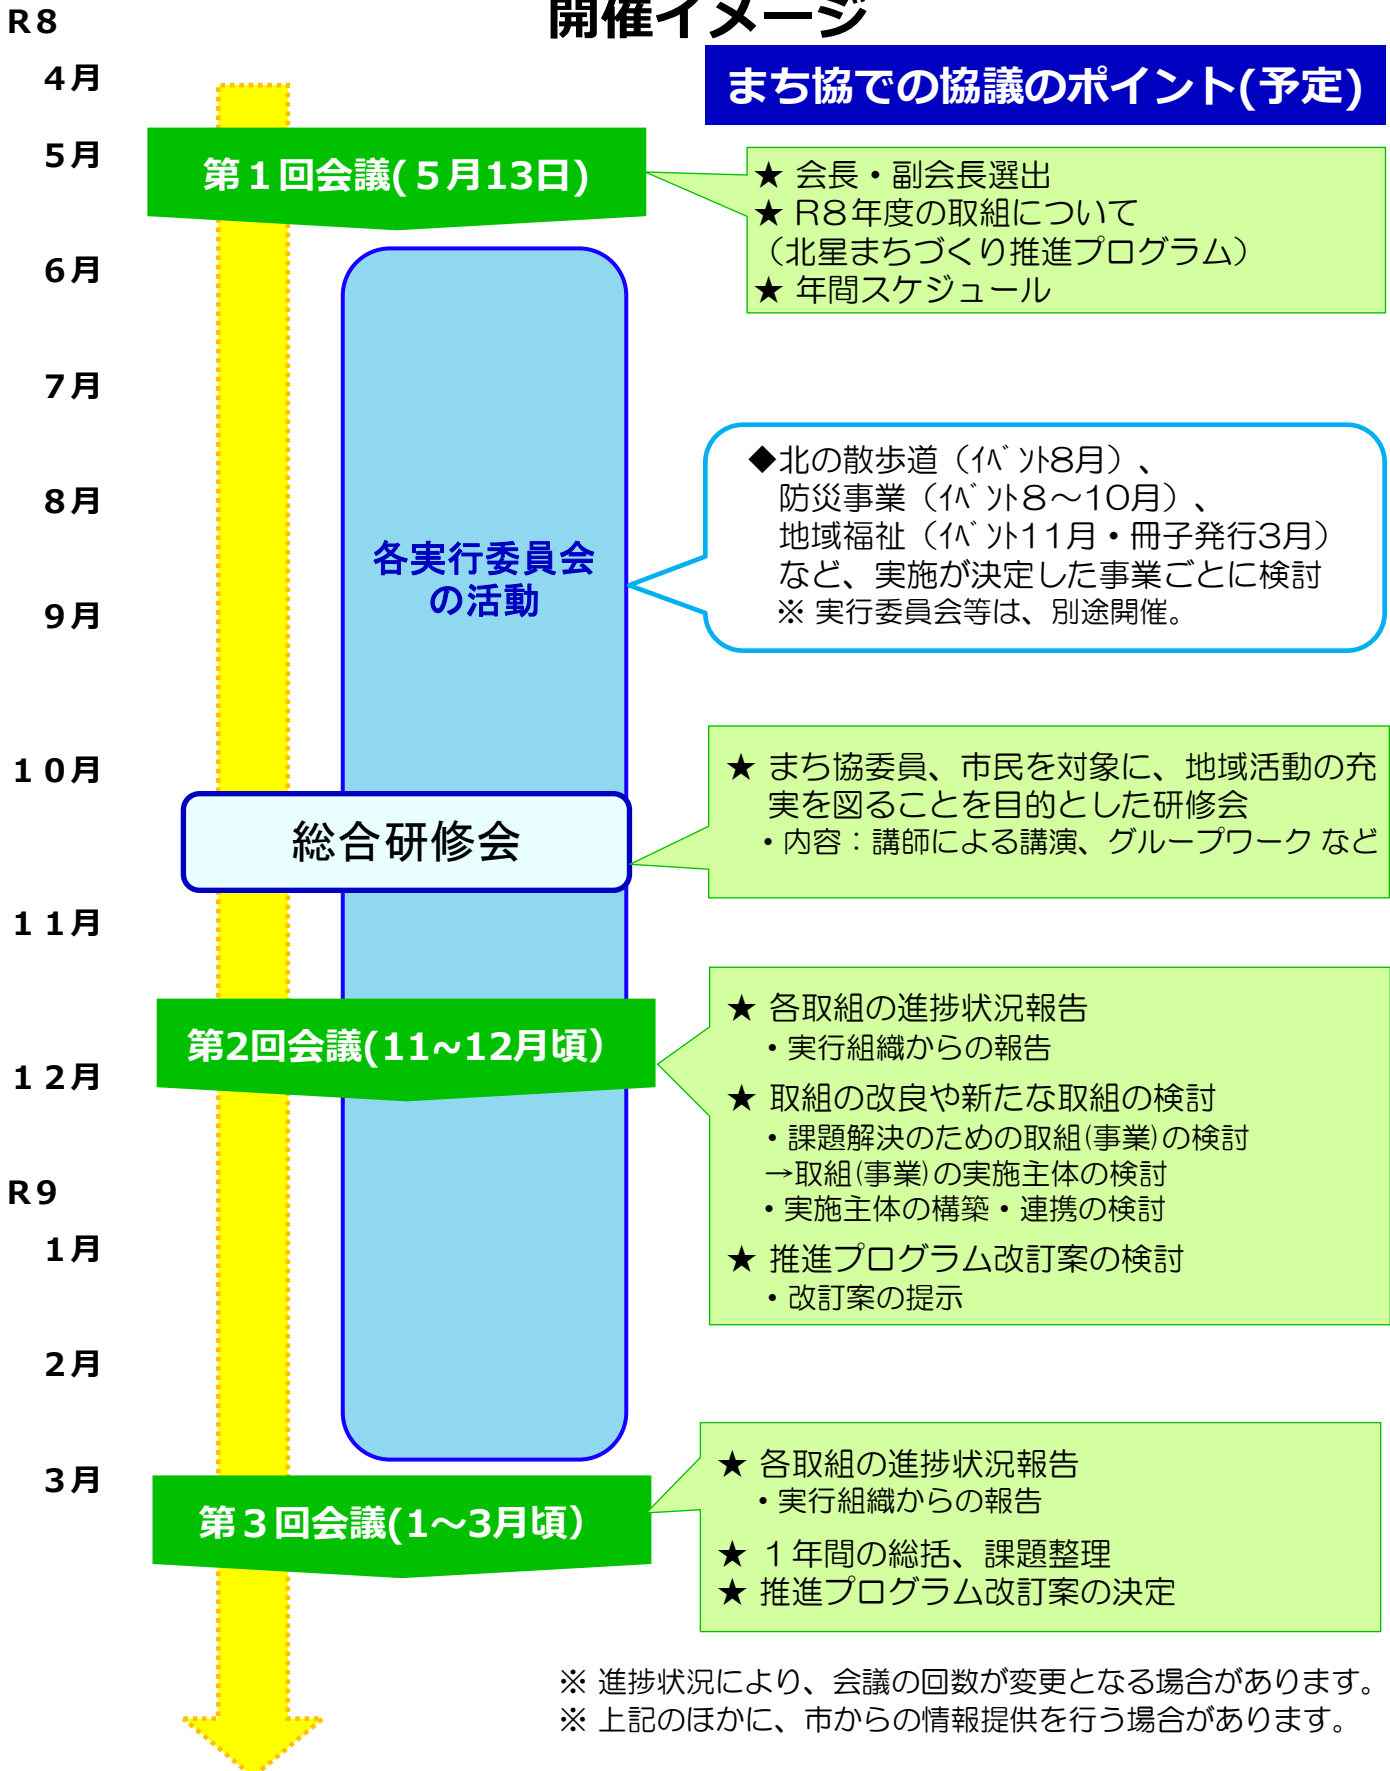 開催イメージ
R8
4月
まち協での協議のポイント(予定)
5月
第1回会議(5月13日)
★ 会長・副会長選出
★ R8年度の取組について
(北星まちづくり推進プログラム)
★ 年間スケジュール
6月
7月
8月
各実行委員会
の活動
◆北の散歩道(ｲﾍﾞﾝﾄ8月)、
防災事業(ｲﾍﾞﾝﾄ8～10月)、
地域福祉(ｲﾍﾞﾝﾄ11月・冊子発行3月)
など、実施が決定した事業ごとに検討
※ 実行委員会等は、別途開催。
9月
10月
総合研修会
★ まち協委員、市民を対象に、地域活動の充
実を図ることを目的とした研修会
・内容：講師による講演、グループワーク など
11月
第2回会議(11~12月頃)
★ 各取組の進捗状況報告
・実行組織からの報告
★ 取組の改良や新たな取組の検討
・課題解決のための取組(事業)の検討
→取組(事業)の実施主体の検討
・実施主体の構築・連携の検討
★ 推進プログラム改訂案の検討
・改訂案の提示
12月
R9
1月
2月
3月
第3回会議(1～3月頃)
★ 各取組の進捗状況報告
・実行組織からの報告
★ 1年間の総括、課題整理
★ 推進プログラム改訂案の決定
※ 進捗状況により、会議の回数が変更となる場合があります。
※ 上記のほかに、市からの情報提供を行う場合があります。